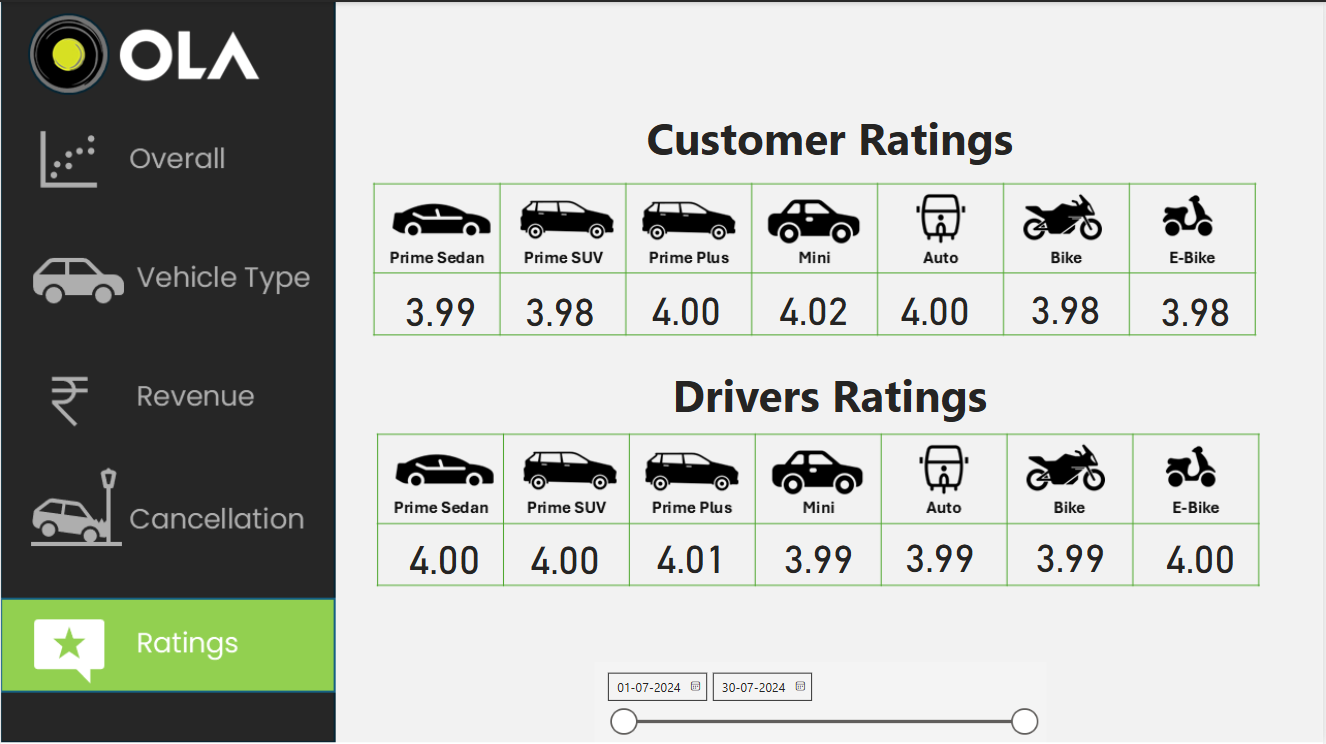 OLA
Overall
Vehicle Type
Revenue
Cancellation
Ratings
Customer Ratings
Prime Sedan Prime SUV Prime Plus Mini Auto Bike E-Bike
3.99 3.98 4.00 4.02 4.00 3.98 3.98
Drivers Ratings
Prime Sedan Prime SUV Prime Plus Mini Auto Bike E-Bike
4.00 4.00 4.01 3.99 3.99 3.99 4.00
01-07-2024 30-07-2024